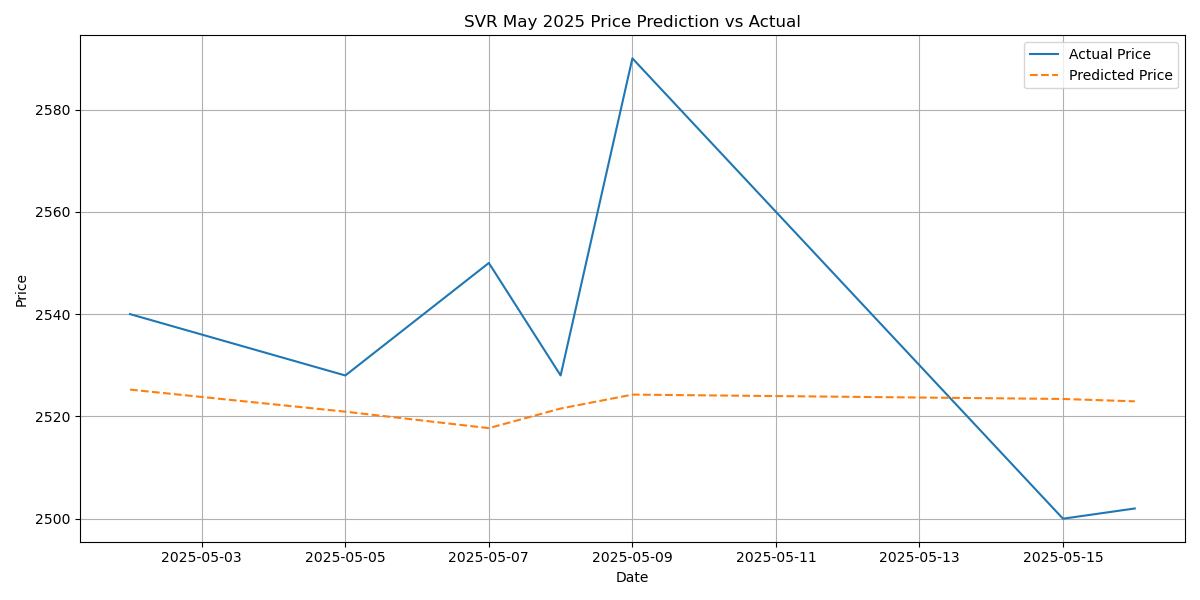 SVR May 2025 Price Prediction vs Actual
Actual Price
Predicted Price
Price
2580
2560
2540
2520
2500
2025-05-03 2025-05-05 2025-05-07 2025-05-09 2025-05-11 2025-05-13 2025-05-15
Date